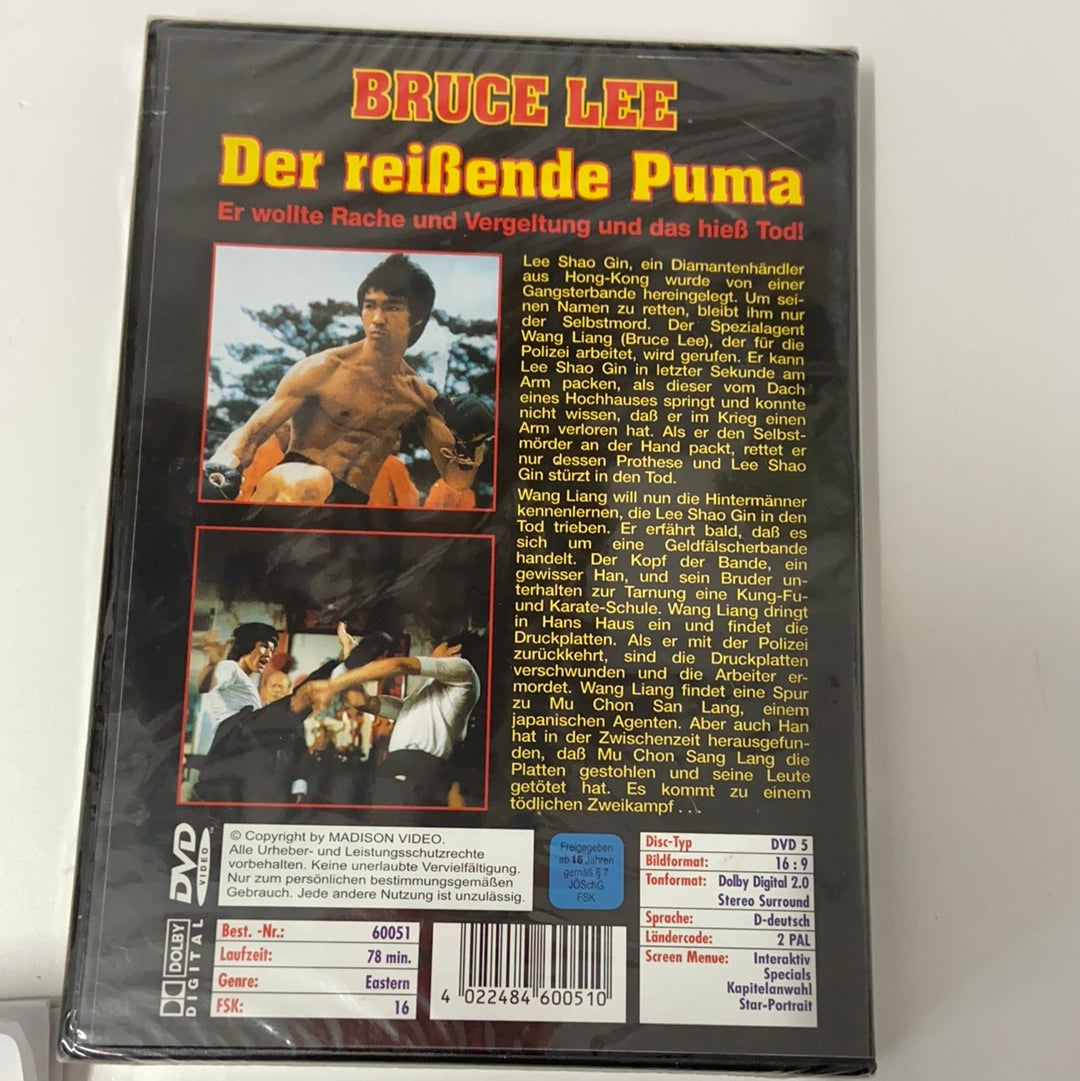 BRUCE LEE
Der reißende Puma
Er wollte Rache und Vergeltung und das hieß Tod!
Lee Shao Gin, ein Diamantenhändler
aus Hong-Kong wurde von einer
Gangsterbande hereingelegt. Um sei-
nen Namen zu retten, bleibt ihm nur
der Selbstmord. Der Spezialagent
Wang Liang (Bruce Lee), der für die
Polizei arbeitet, wird gerufen. Er kann
Lee Shao Gin in letzter Sekunde am
Arm packen, als dieser vom Dach
eines Hochhauses springt und konnte
nicht wissen, daß er im Krieg einen
Arm verloren hat. Als er den Selbst-
mörder an der Hand packt, rettet er
nur dessen Prothese und Lee Shao
Gin stürzt in den Tod.
Wang Liang will nun die Hintermänner
kennenlernen, die Lee Shao Gin in den
Tod trieben. Er erfährt bald, daß es
sich um eine Geldfälscherbande
handelt. Der Kopf der Bande, ein
gewisser Han, und sein Bruder un-
terhalten zur Tarnung eine Kung-Fu-
und Karate-Schule. Wang Liang dringt
in Hans Haus ein und findet die
Druckplatten. Als er mit der Polizei
zurückkehrt, sind die Druckplatten
verschwunden und die Arbeiter er-
mordet. Wang Liang findet eine Spur
zu Mu Chon San Lang, einem
japanischen Agenten. Aber auch Han
hat in der Zwischenzeit herausgefun-
den, daß Mu Chon Sang Lang die
Platten gestohlen und seine Leute
getötet hat. Es kommt zu einem
tödlichen Zweikampf . . .
DVD
VIDEO
™
© Copyright by MADISON VIDEO.
Alle Urheber- und Leistungsschutzrechte
vorbehalten. Keine unerlaubte Vervielfältigung.
Nur zum persönlichen bestimmungsgemäßen
Gebrauch. Jede andere Nutzung ist unzulässig.
Freigegeben
ab 16 Jahren
gemäß § 7
JÖSchG
FSK
Disc-Typ DVD 5
Bildformat: 16 : 9
Tonformat: Dolby Digital 2.0
Stereo Surround
Sprache: D-deutsch
Ländercode: 2 PAL
Screen Menue: Interaktiv
Specials
Kapitelanwahl
Star-Portrait
DOLBY
DIGITAL
Best. -Nr.: 60051
Laufzeit: 78 min.
Genre: Eastern
FSK: 16
4 022484 600510